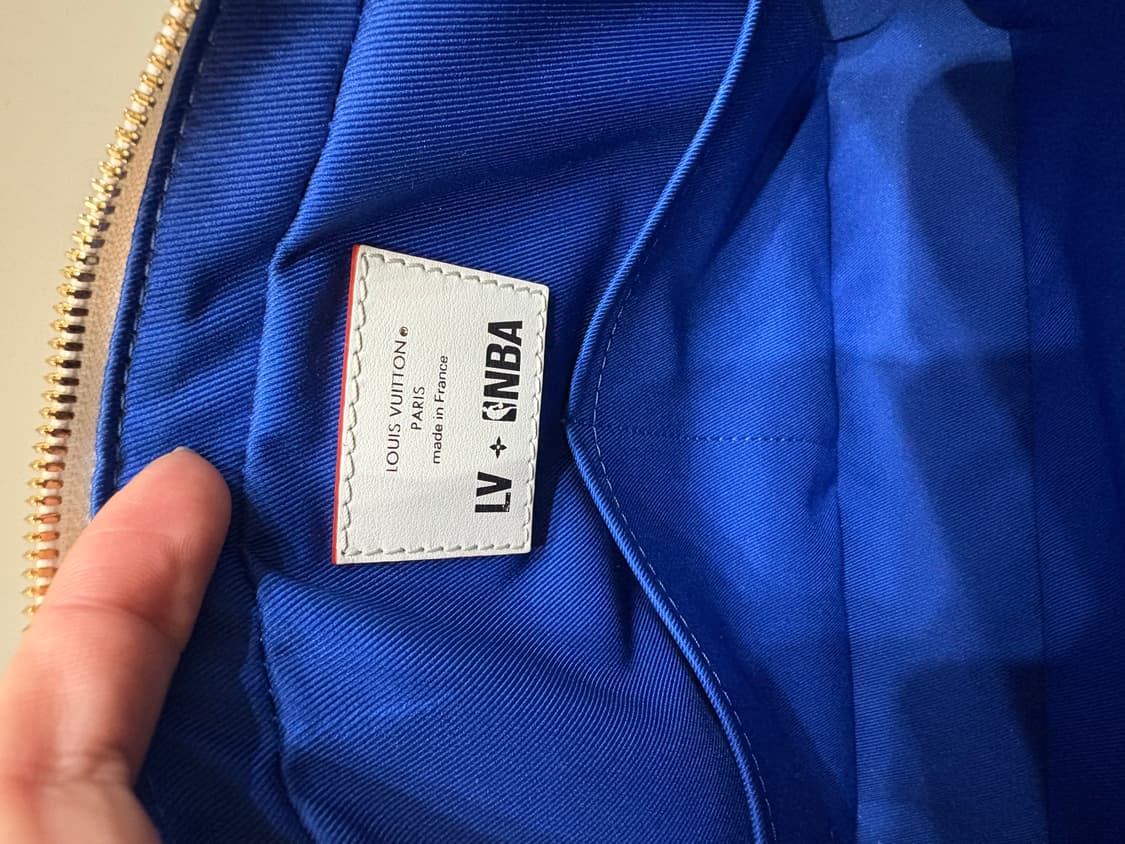 LOUIS VUITTON®
PARIS
made in France
LV + NBA